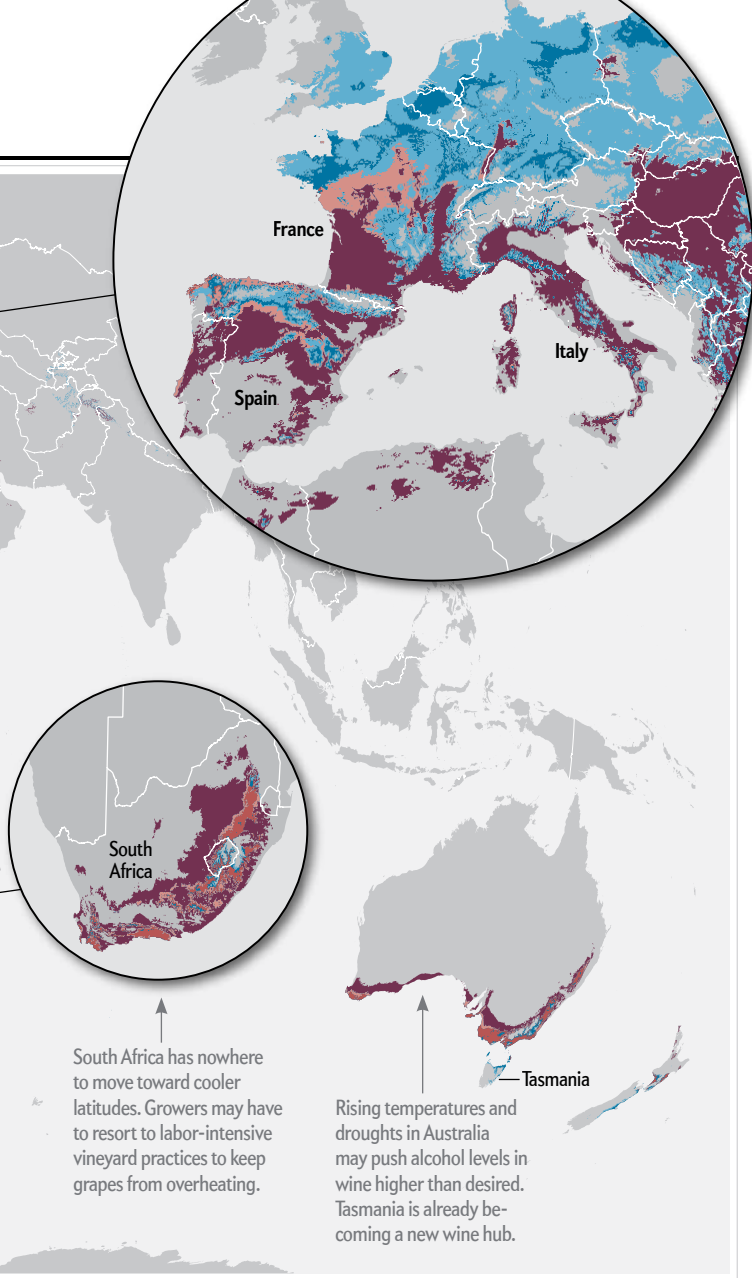 France
Italy
Spain
South
Africa
Tasmania
South Africa has nowhere
to move toward cooler
latitudes. Growers may have
to resort to labor-intensive
vineyard practices to keep
grapes from overheating.
Rising temperatures and
droughts in Australia
may push alcohol levels in
wine higher than desired.
Tasmania is already be-
coming a new wine hub.